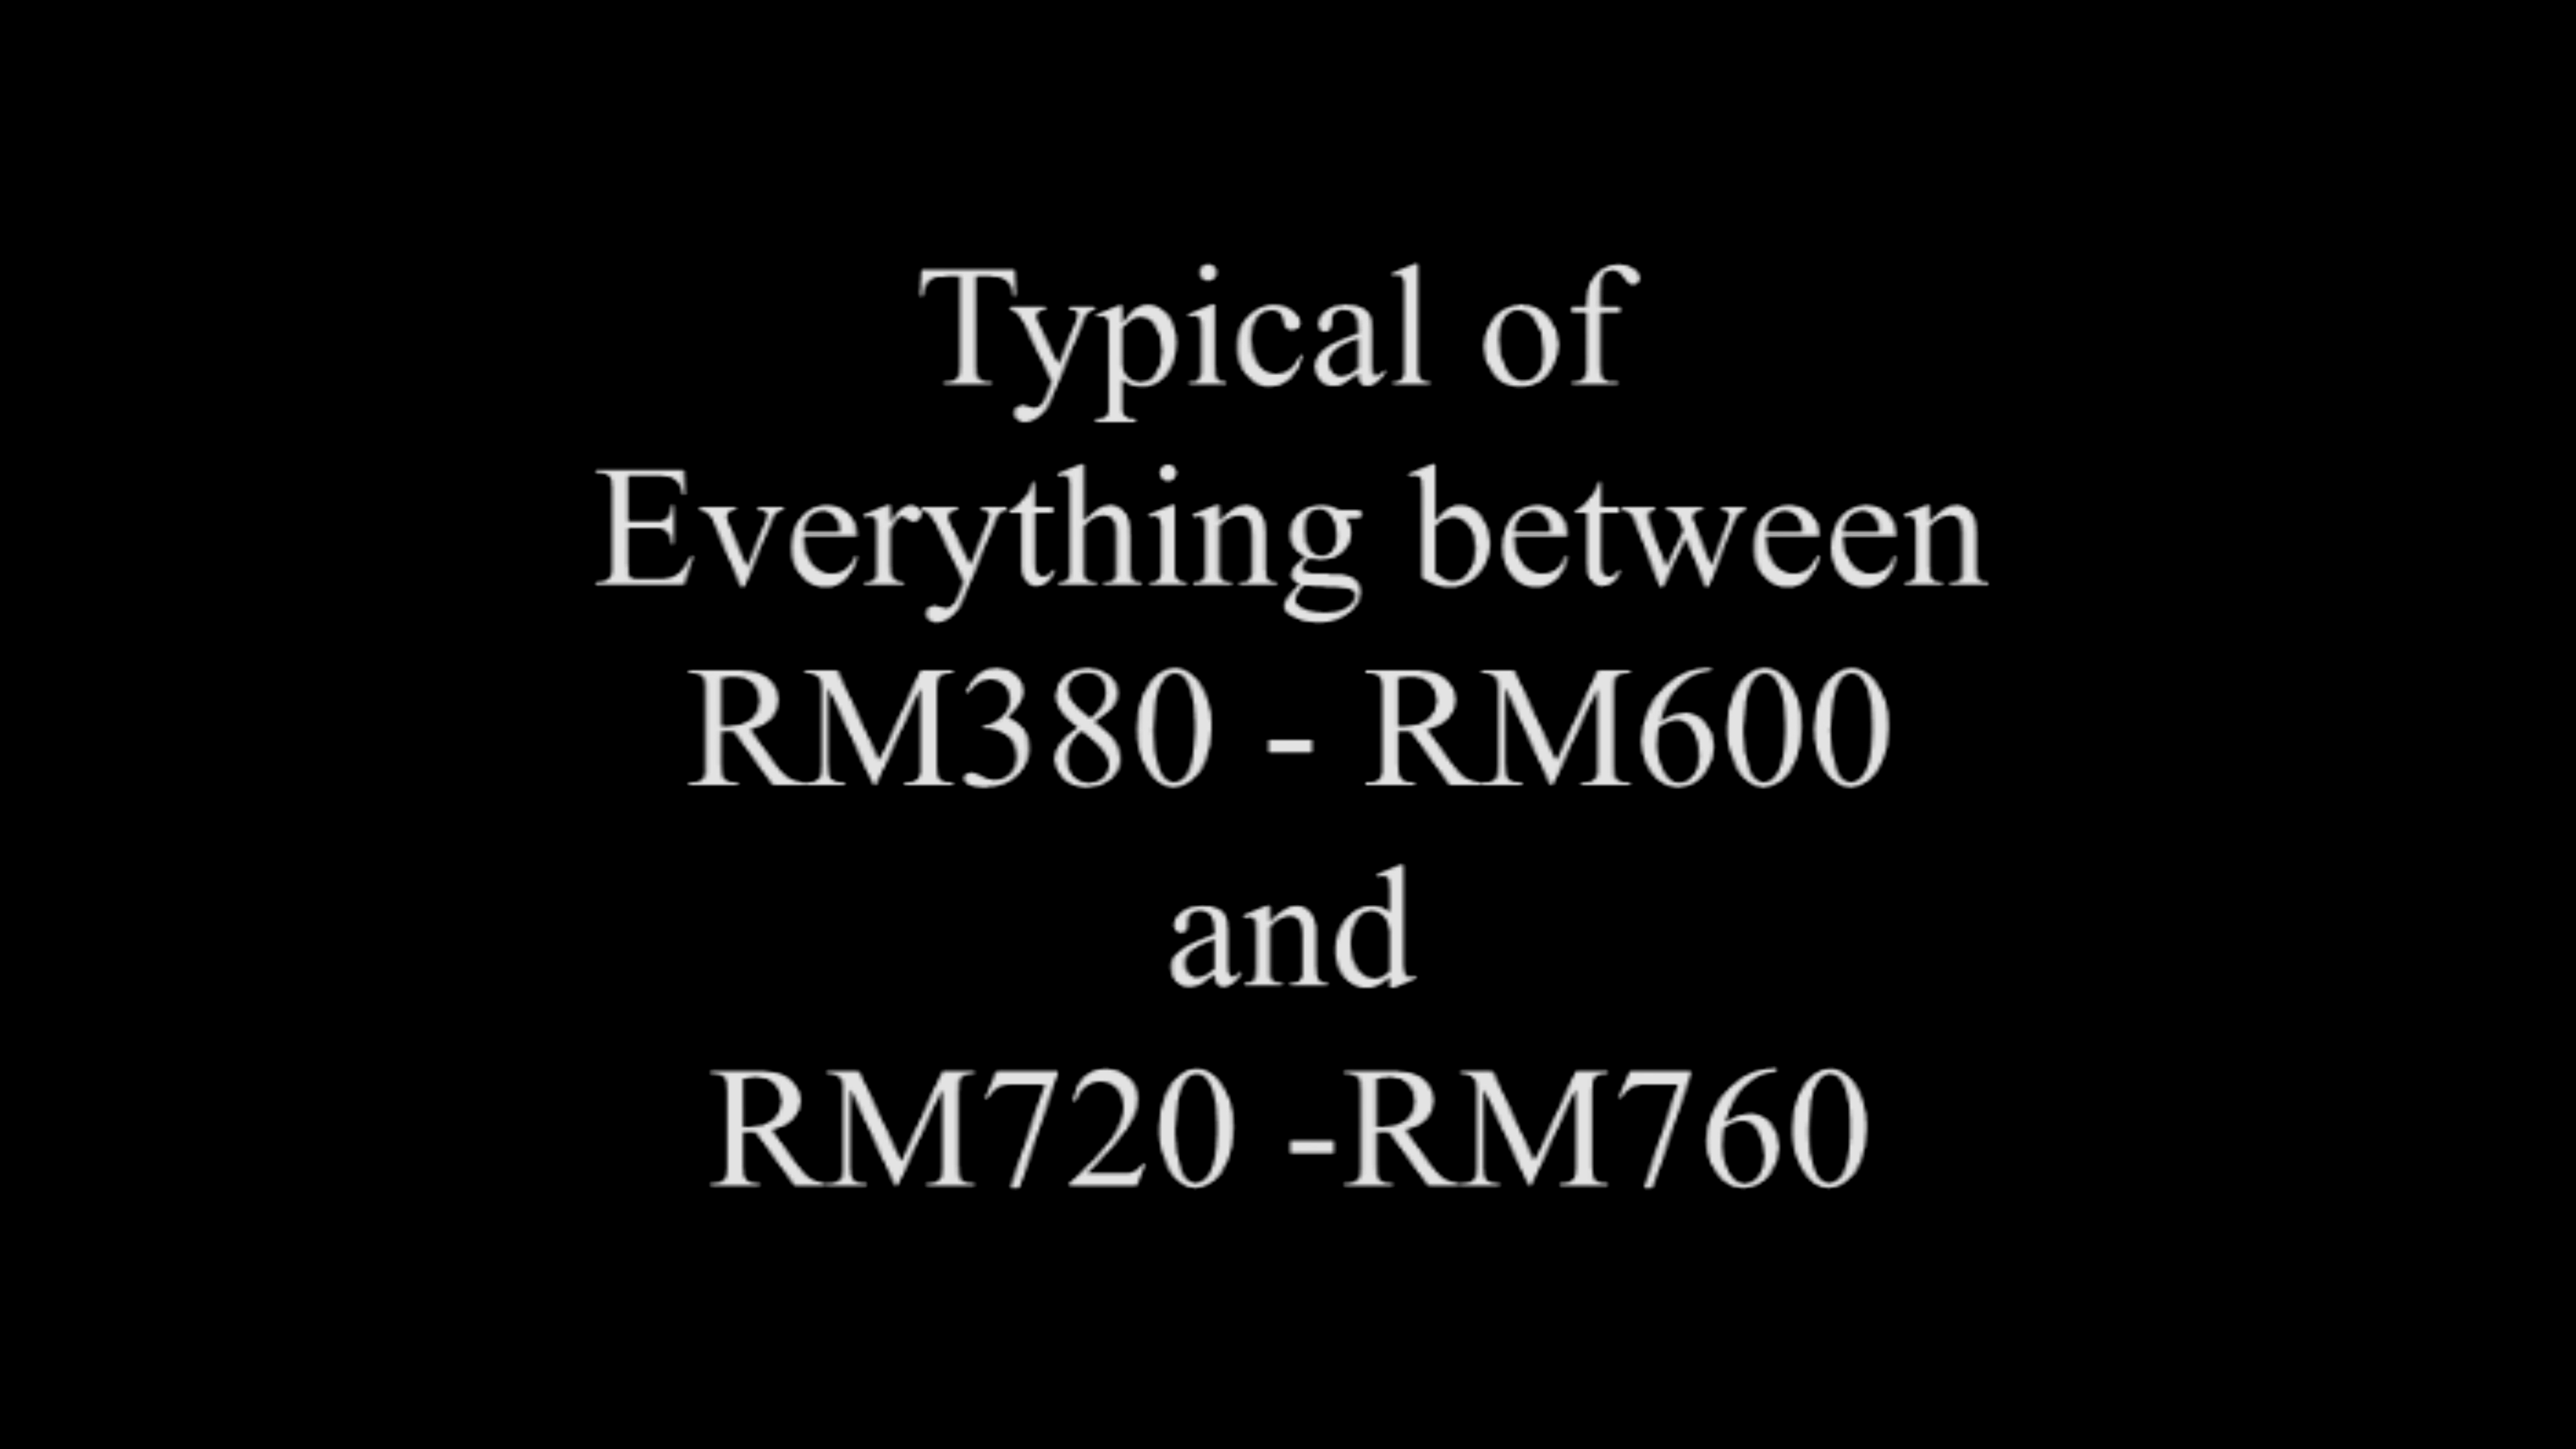 Typical of
Everything between
RM380 - RM600
and
RM720 -RM760